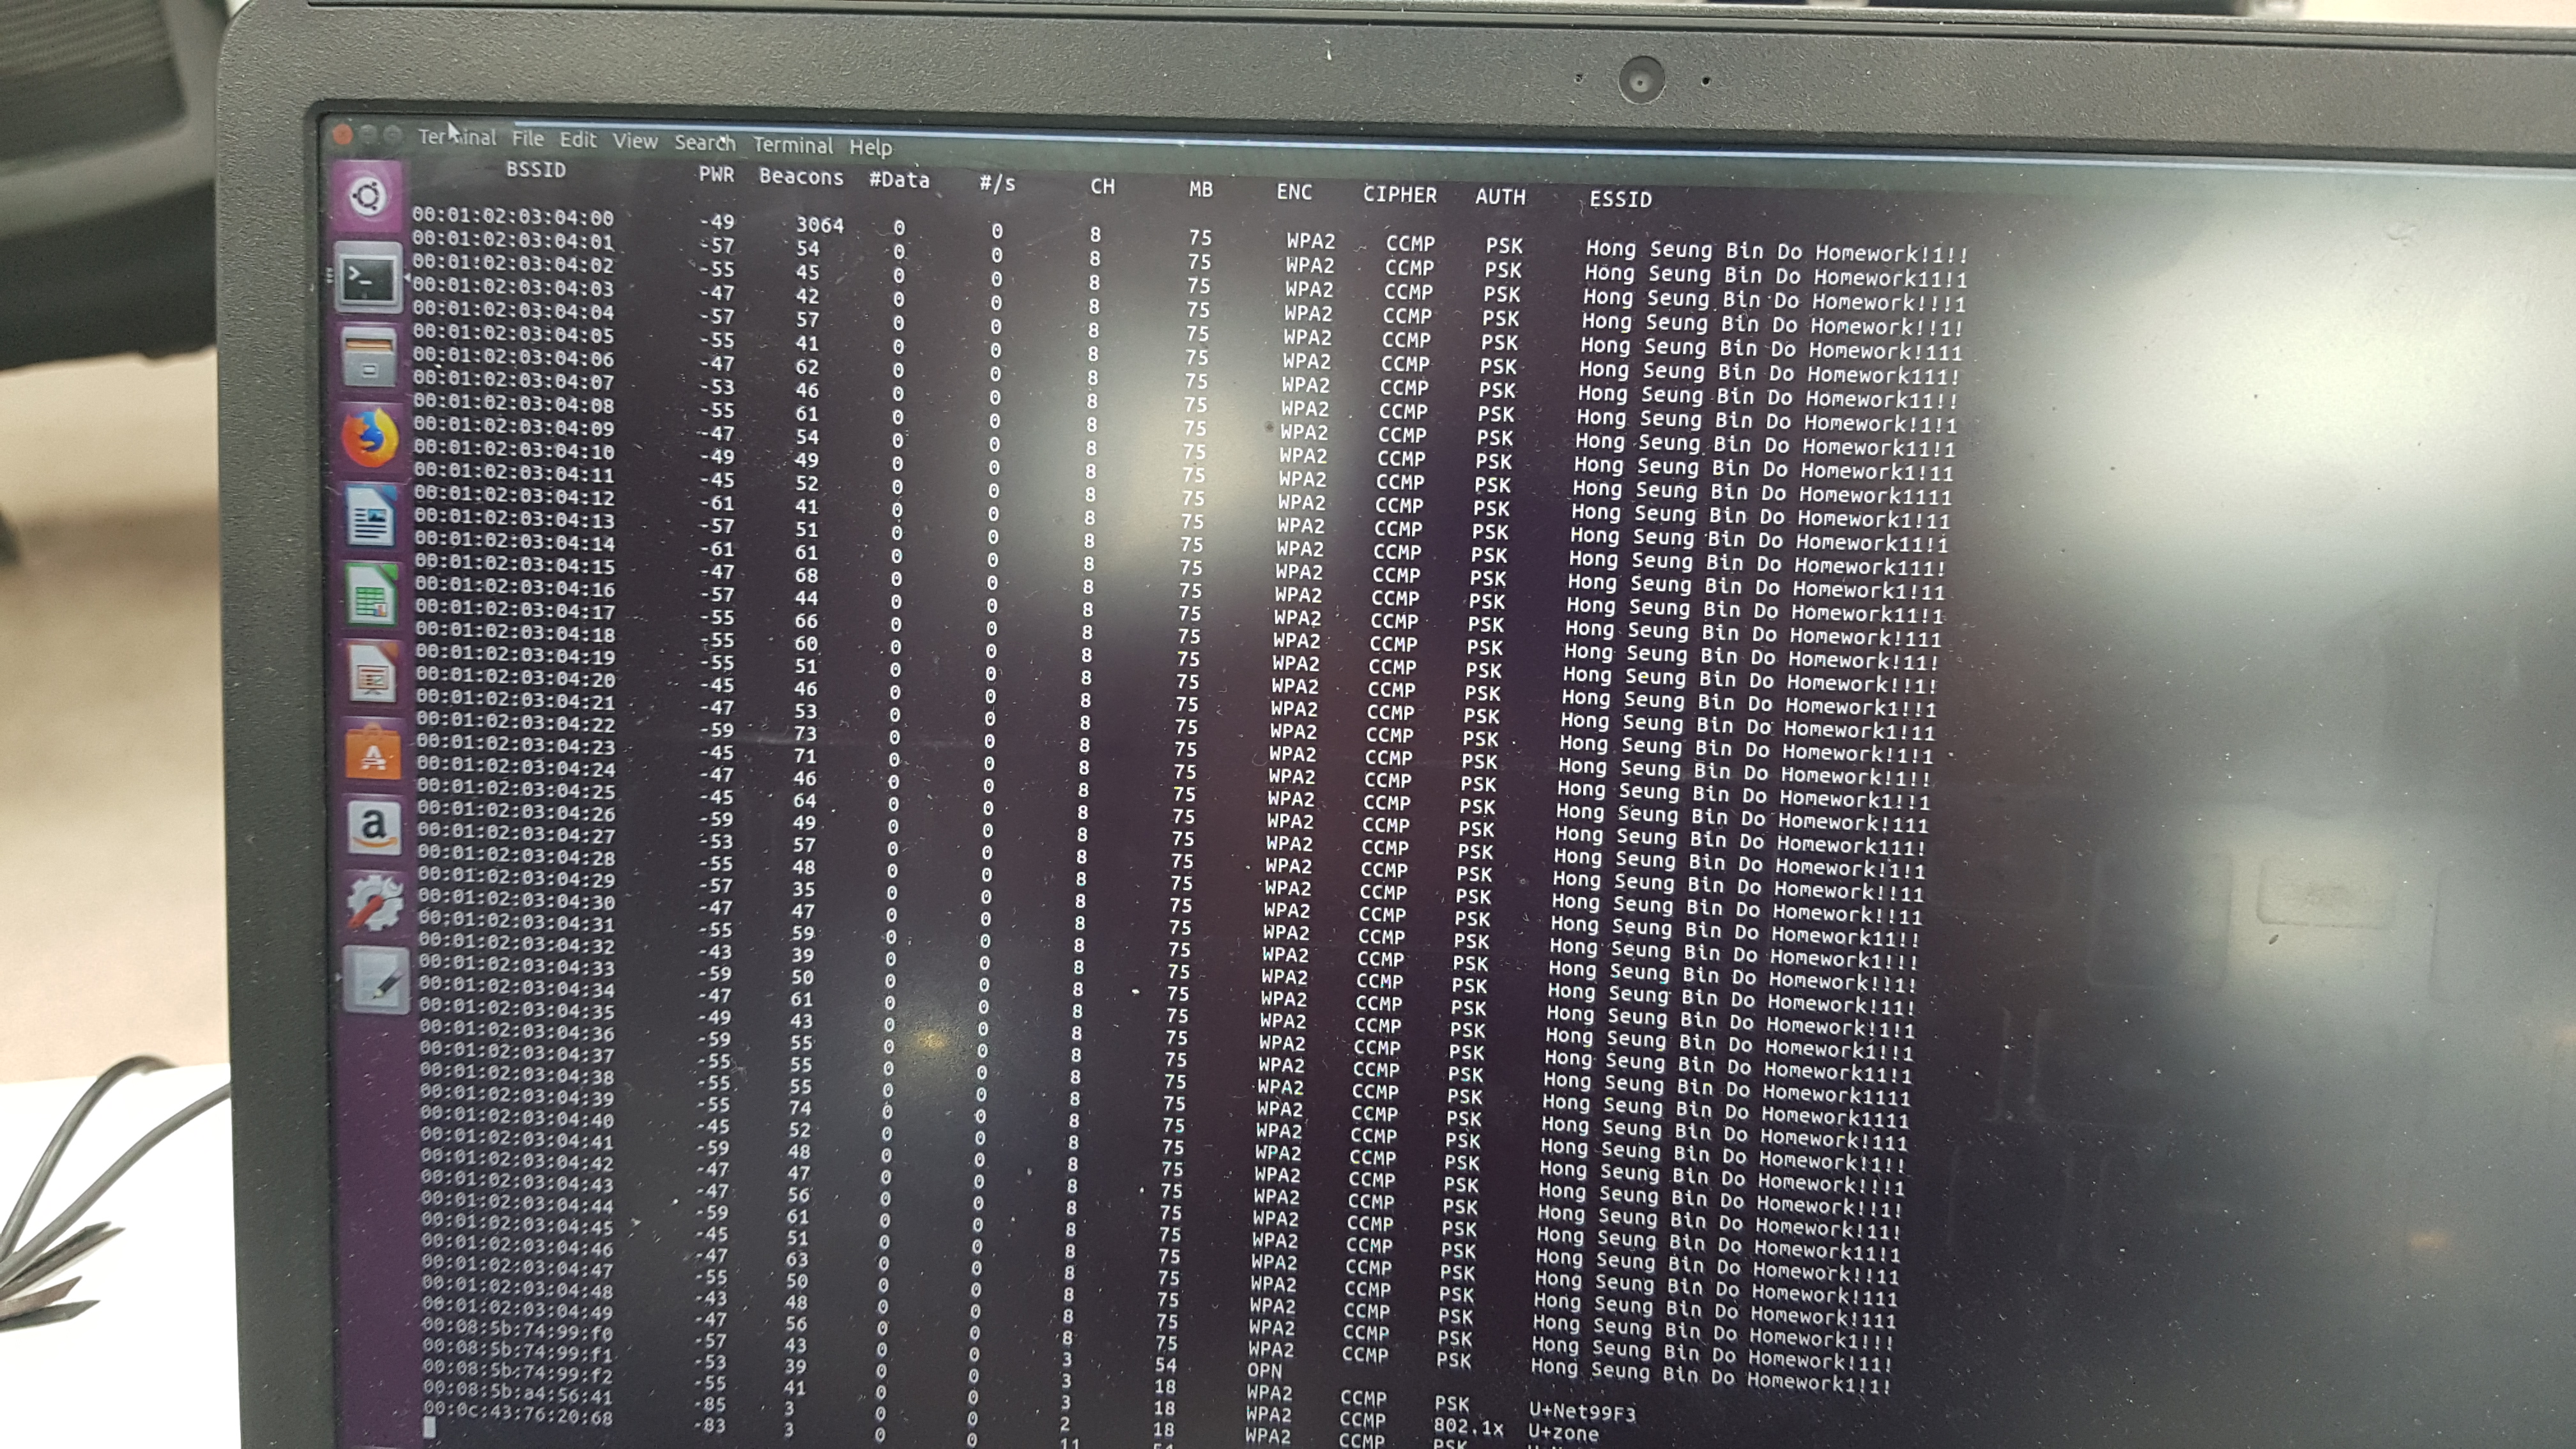 Terminal File Edit View Search Terminal Help
BSSID PWR Beacons #Data #/s CH MB ENC CIPHER AUTH ESSID
00:01:02:03:04:00 -49 3064 0 0 8 75 WPA2 CCMP PSK Hong Seung Bin Do Homework!1!!
00:01:02:03:04:01 -57 54 0 0 8 75 WPA2 CCMP PSK Hong Seung Bin Do Homework11!1
00:01:02:03:04:02 -55 45 0 0 8 75 WPA2 CCMP PSK Hong Seung Bin Do Homework!!!1
00:01:02:03:04:03 -47 42 0 0 8 75 WPA2 CCMP PSK Hong Seung Bin Do Homework!!1!
00:01:02:03:04:04 -57 57 0 0 8 75 WPA2 CCMP PSK Hong Seung Bin Do Homework!111
00:01:02:03:04:05 -55 41 0 0 8 75 WPA2 CCMP PSK Hong Seung Bin Do Homework111!
00:01:02:03:04:06 -47 62 0 0 8 75 WPA2 CCMP PSK Hong Seung Bin Do Homework11!!
00:01:02:03:04:07 -53 46 0 0 8 75 WPA2 CCMP PSK Hong Seung Bin Do Homework!1!1
00:01:02:03:04:08 -55 61 0 0 8 75 WPA2 CCMP PSK Hong Seung Bin Do Homework11!1
00:01:02:03:04:09 -47 54 0 0 8 75 WPA2 CCMP PSK Hong Seung Bin Do Homework1!11
00:01:02:03:04:10 -49 49 0 0 8 75 WPA2 CCMP PSK Hong Seung Bin Do Homework1111
00:01:02:03:04:11 -45 52 0 0 8 75 WPA2 CCMP PSK Hong Seung Bin Do Homework1!11
00:01:02:03:04:12 -61 41 0 0 8 75 WPA2 CCMP PSK Hong Seung Bin Do Homework11!1
00:01:02:03:04:13 -57 51 0 0 8 75 WPA2 CCMP PSK Hong Seung Bin Do Homework111!
00:01:02:03:04:14 -61 61 0 0 8 75 WPA2 CCMP PSK Hong Seung Bin Do Homework1!11
00:01:02:03:04:15 -47 68 0 0 8 75 WPA2 CCMP PSK Hong Seung Bin Do Homework11!1
00:01:02:03:04:16 -57 44 0 0 8 75 WPA2 CCMP PSK Hong Seung Bin Do Homework!111
00:01:02:03:04:17 -55 66 0 0 8 75 WPA2 CCMP PSK Hong Seung Bin Do Homework!11!
00:01:02:03:04:18 -55 60 0 0 8 75 WPA2 CCMP PSK Hong Seung Bin Do Homework!!1!
00:01:02:03:04:19 -55 51 0 0 8 75 WPA2 CCMP PSK Hong Seung Bin Do Homework1!!1
00:01:02:03:04:20 -45 46 0 0 8 75 WPA2 CCMP PSK Hong Seung Bin Do Homework1!11
00:01:02:03:04:21 -47 53 0 0 8 75 WPA2 CCMP PSK Hong Seung Bin Do Homework!1!1
00:01:02:03:04:22 -59 73 0 0 8 75 WPA2 CCMP PSK Hong Seung Bin Do Homework!1!!
00:01:02:03:04:23 -45 71 0 0 8 75 WPA2 CCMP PSK Hong Seung Bin Do Homework1!!1
00:01:02:03:04:24 -47 46 0 0 8 75 WPA2 CCMP PSK Hong Seung Bin Do Homework!111
00:01:02:03:04:25 -45 64 0 0 8 75 WPA2 CCMP PSK Hong Seung Bin Do Homework111!
00:01:02:03:04:26 -59 49 0 0 8 75 WPA2 CCMP PSK Hong Seung Bin Do Homework!1!1
00:01:02:03:04:27 -53 57 0 0 8 75 WPA2 CCMP PSK Hong Seung Bin Do Homework!!11
00:01:02:03:04:28 -55 48 0 0 8 75 WPA2 CCMP PSK Hong Seung Bin Do Homework!!11
00:01:02:03:04:29 -57 35 0 0 8 75 WPA2 CCMP PSK Hong Seung Bin Do Homework11!!
00:01:02:03:04:30 -47 47 0 0 8 75 WPA2 CCMP PSK Hong Seung Bin Do Homework1!!!
00:01:02:03:04:31 -55 59 0 0 8 75 WPA2 CCMP PSK Hong Seung Bin Do Homework!!1!
00:01:02:03:04:32 -43 39 0 0 8 75 WPA2 CCMP PSK Hong Seung Bin Do Homework!11!
00:01:02:03:04:33 -59 50 0 0 8 75 WPA2 CCMP PSK Hong Seung Bin Do Homework!1!1
00:01:02:03:04:34 -47 61 0 0 8 75 WPA2 CCMP PSK Hong Seung Bin Do Homework1!!1
00:01:02:03:04:35 -49 43 0 0 8 75 WPA2 CCMP PSK Hong Seung Bin Do Homework11!1
00:01:02:03:04:36 -59 55 0 0 8 75 WPA2 CCMP PSK Hong Seung Bin Do Homework1111
00:01:02:03:04:37 -55 55 0 0 8 75 WPA2 CCMP PSK Hong Seung Bin Do Homework1111
00:01:02:03:04:38 -55 55 0 0 8 75 WPA2 CCMP PSK Hong Seung Bin Do Homework!111
00:01:02:03:04:39 -55 74 0 0 8 75 WPA2 CCMP PSK Hong Seung Bin Do Homework!1!!
00:01:02:03:04:40 -45 52 0 0 8 75 WPA2 CCMP PSK Hong Seung Bin Do Homework!!!1
00:01:02:03:04:41 -59 48 0 0 8 75 WPA2 CCMP PSK Hong Seung Bin Do Homework!!1!
00:01:02:03:04:42 -47 47 0 0 8 75 WPA2 CCMP PSK Hong Seung Bin Do Homework!11!
00:01:02:03:04:43 -47 56 0 0 8 75 WPA2 CCMP PSK Hong Seung Bin Do Homework11!1
00:01:02:03:04:44 -59 61 0 0 8 75 WPA2 CCMP PSK Hong Seung Bin Do Homework!!11
00:01:02:03:04:45 -45 51 0 0 8 75 WPA2 CCMP PSK Hong Seung Bin Do Homework!111
00:01:02:03:04:46 -47 63 0 0 8 75 WPA2 CCMP PSK Hong Seung Bin Do Homework!111
00:01:02:03:04:47 -55 50 0 0 8 75 WPA2 CCMP PSK Hong Seung Bin Do Homework1!!!
00:01:02:03:04:48 -43 48 0 0 8 75 WPA2 CCMP PSK Hong Seung Bin Do Homework!11!
00:01:02:03:04:49 -47 56 0 0 8 75 WPA2 CCMP PSK Hong Seung Bin Do Homework1!1!
00:08:5b:74:99:f0 -57 43 0 0 3 54 OPN
00:08:5b:74:99:f1 -53 39 0 0 3 18 WPA2 CCMP PSK U+Net99F3
00:08:5b:74:99:f2 -55 41 0 0 3 18 WPA2 CCMP 802.1x U+zone
00:08:5b:a4:56:41 -85 3 0 0 2 18 WPA2 CCMP PSK
00:0c:43:76:20:68 -83 3 0 0 11